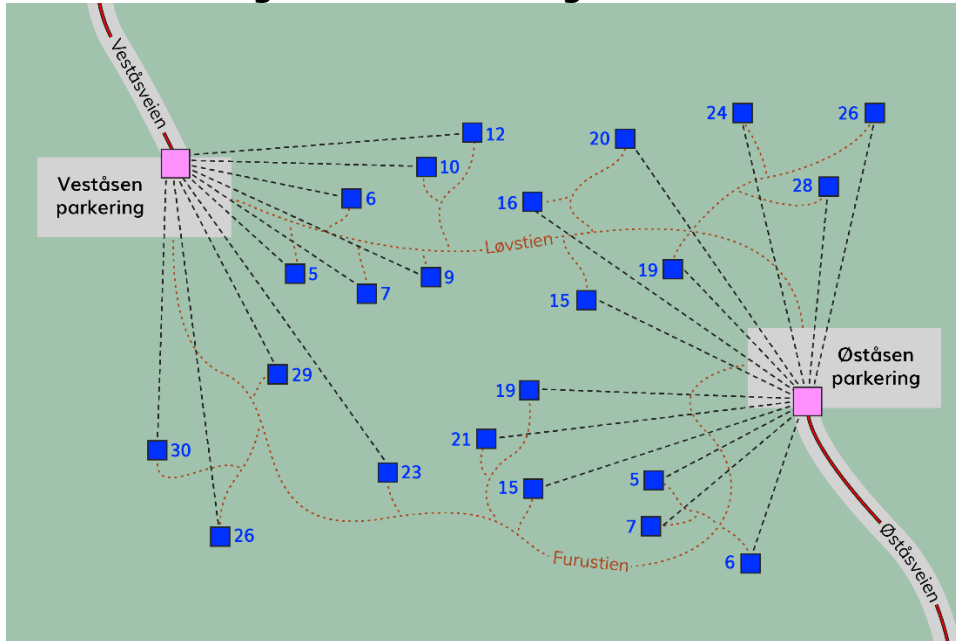 Veståsveien
12
10
6
5
7
9
Veståsen
parkering
20
24
26
16
28
19
15
Løvstien
Øståsen
parkering
29
30
26
23
19
21
15
5
7
6
Furustien
Øståsveien